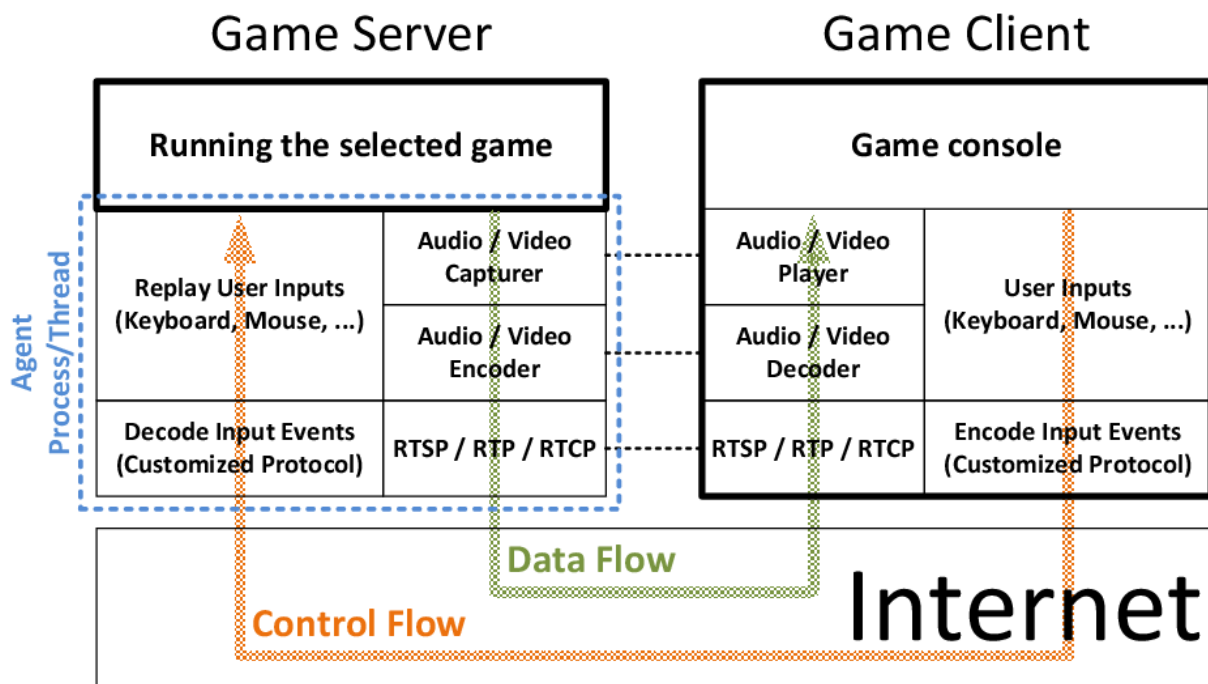 Game Server
Game Client
Running the selected game
Game console
Agent
Process/Thread
Replay User Inputs
(Keyboard, Mouse, ...)
Audio / Video
Capturer
Audio / Video
Encoder
Decode Input Events
(Customized Protocol)
RTSP / RTP / RTCP
Audio / Video
Player
Audio / Video
Decoder
RTSP / RTP / RTCP
User Inputs
(Keyboard, Mouse, ...)
Encode Input Events
(Customized Protocol)
Data Flow
Control Flow
Internet